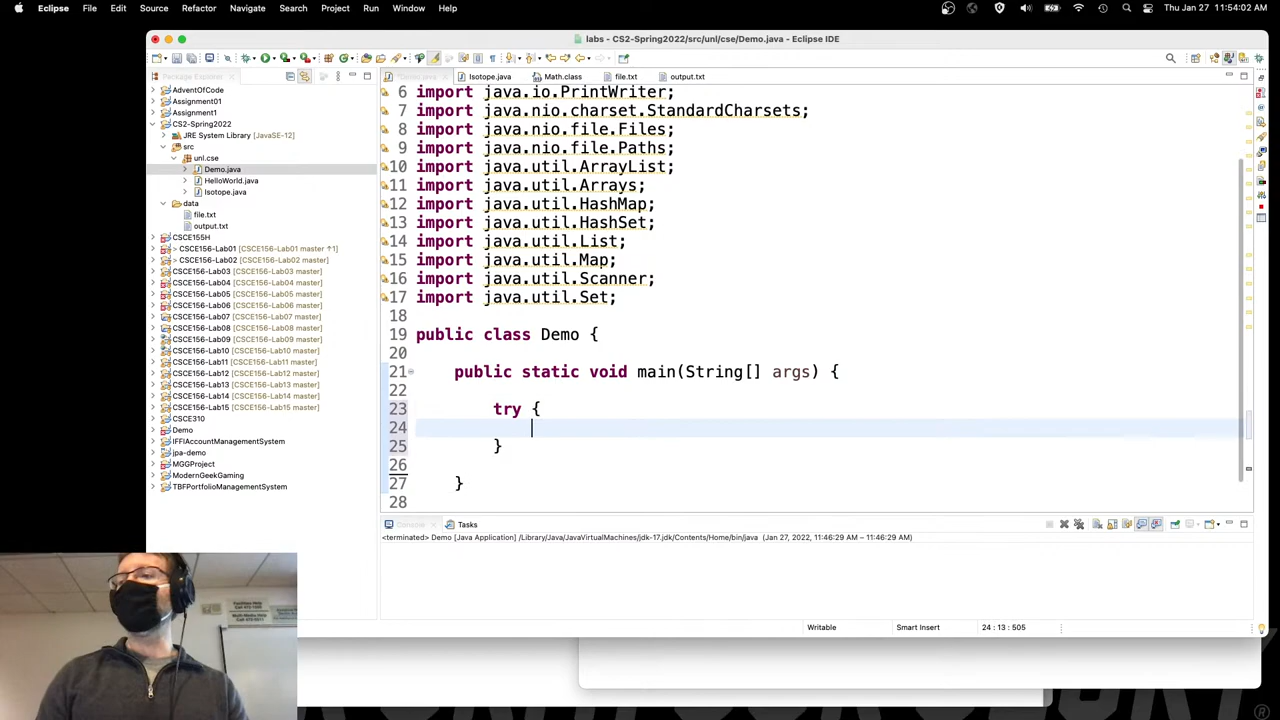 Eclipse File Edit Source Refactor Navigate Search Project Run Window Help Thu Jan 27 11:54:02 AM
labs - CS2-Spring2022/src/unl/cse/Demo.java - Eclipse IDE
Package Explorer
*Demo.java Isotope.java Math.class file.txt output.txt
AdventOfCode
Assignment01
Assignment1
CS2-Spring2022
JRE System Library [JavaSE-12]
src
unl.cse
Demo.java
HelloWorld.java
Isotope.java
data
file.txt
output.txt
CSCE155H
> CSCE156-Lab01 [CSCE156-Lab01 master ↑1]
> CSCE156-Lab02 [CSCE156-Lab02 master]
CSCE156-Lab03 [CSCE156-Lab03 master]
CSCE156-Lab04 [CSCE156-Lab04 master]
CSCE156-Lab05 [CSCE156-Lab05 master]
CSCE156-Lab06 [CSCE156-Lab06 master]
CSCE156-Lab07 [CSCE156-Lab07 master]
CSCE156-Lab08 [CSCE156-Lab08 master]
CSCE156-Lab09 [CSCE156-Lab09 master]
CSCE156-Lab10 [CSCE156-Lab10 master]
CSCE156-Lab11 [CSCE156-Lab11 master]
CSCE156-Lab12 [CSCE156-Lab12 master]
CSCE156-Lab13 [CSCE156-Lab13 master]
CSCE156-Lab14 [CSCE156-Lab14 master]
CSCE156-Lab15 [CSCE156-Lab15 master]
CSCE310
Demo
IFFIAccountManagementSystem
jpa-demo
MGGProject
ModernGeekGaming
TBFPortfolioManagementSystem
6 import java.io.PrintWriter;
7 import java.nio.charset.StandardCharsets;
8 import java.nio.file.Files;
9 import java.nio.file.Paths;
10 import java.util.ArrayList;
11 import java.util.Arrays;
12 import java.util.HashMap;
13 import java.util.HashSet;
14 import java.util.List;
15 import java.util.Map;
16 import java.util.Scanner;
17 import java.util.Set;
18
19 public class Demo {
20
21 public static void main(String[] args) {
22
23 try {
24
25 }
26
27 }
28
Console Tasks
<terminated> Demo [Java Application] /Library/Java/JavaVirtualMachines/jdk-17.jdk/Contents/Home/bin/java (Jan 27, 2022, 11:46:29 AM – 11:46:29 AM)
Writable Smart Insert 24 : 13 : 505